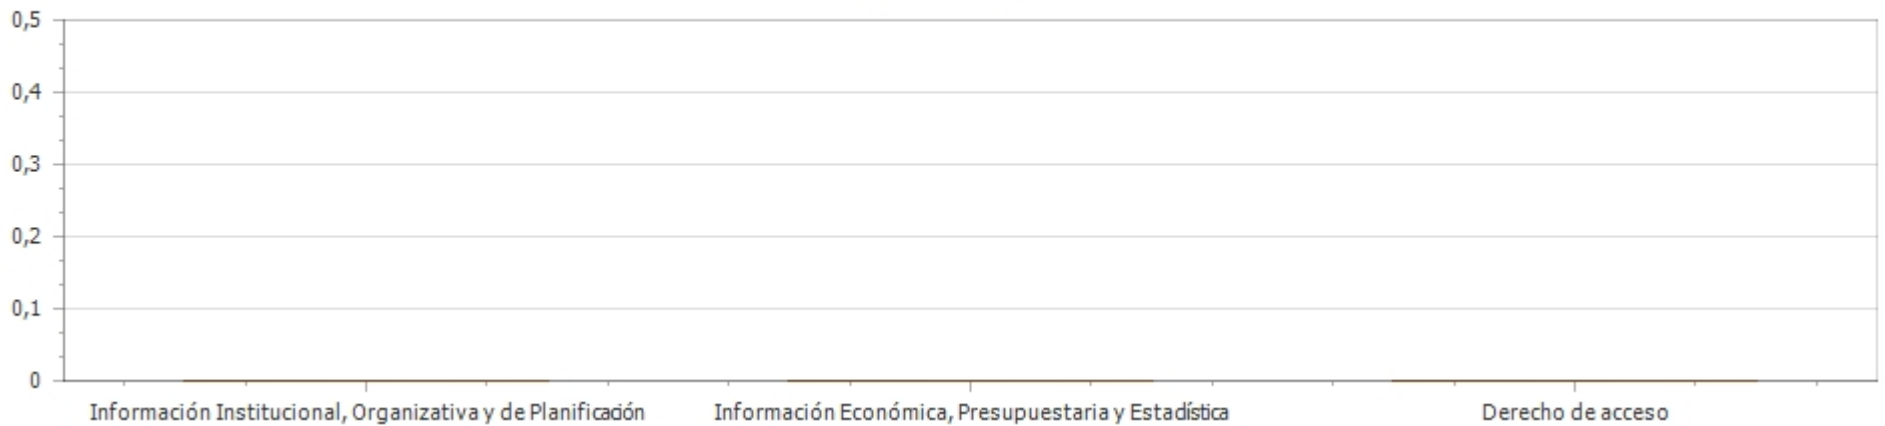 0,5
0,4
0,3
0,2
0,1
0
Información Institucional, Organizativa y de Planificación
Información Económica, Presupuestaria y Estadística
Derecho de acceso